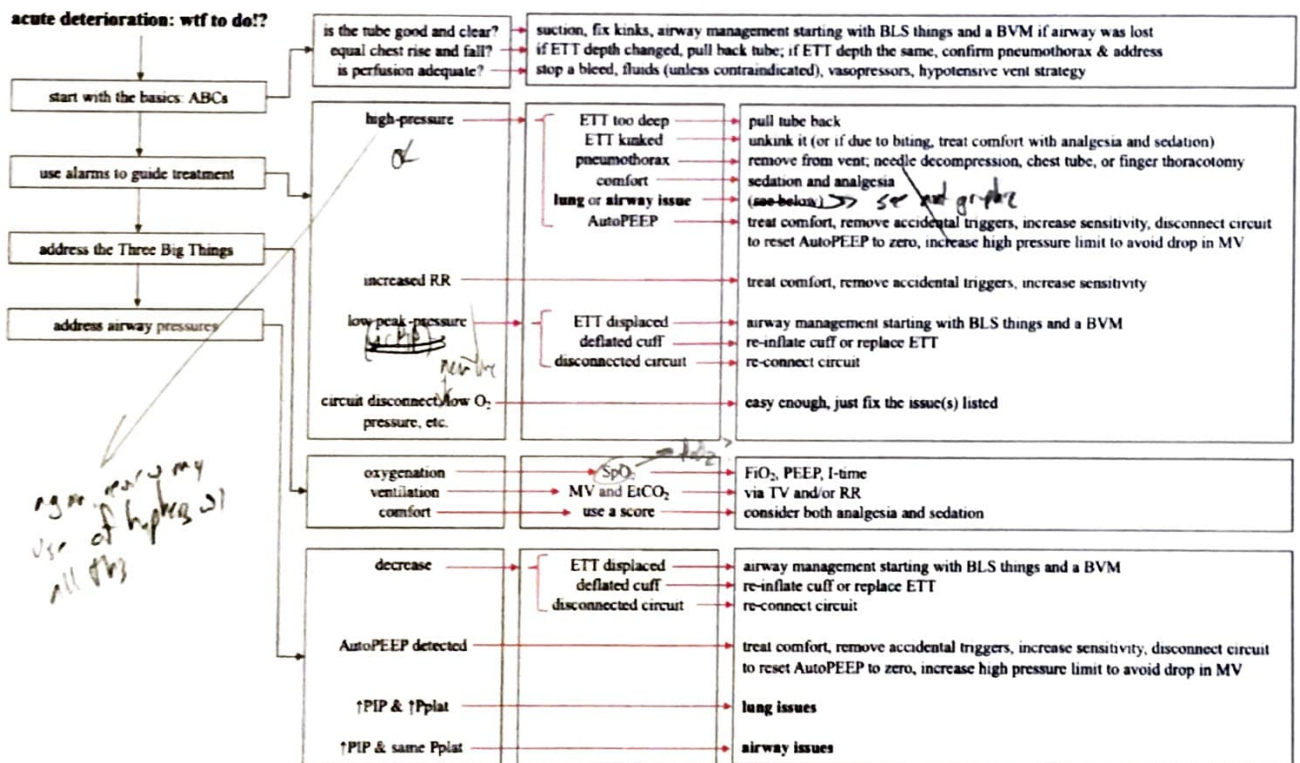 acute deterioration: wtf to do!?
start with the basics: ABCs
use alarms to guide treatment
address the Three Big Things
address airway pressures
is the tube good and clear? suction, fix kinks, airway management starting with BLS things and a BVM if airway was lost
equal chest rise and fall? if ETT depth changed, pull back tube; if ETT depth the same, confirm pneumothorax & address
is perfusion adequate? stop a bleed, fluids (unless contraindicated), vasopressors, hypotensive vent strategy
high-pressure ETT too deep pull tube back
ok
ETT kinked unkink it (or if due to biting, treat comfort with analgesia and sedation)
pneumothorax remove from vent; needle decompression, chest tube, or finger thoracotomy
comfort sedation and analgesia
lung or airway issue (see below) see next graphic
AutoPEEP treat comfort, remove accidental triggers, increase sensitivity, disconnect circuit
to reset AutoPEEP to zero, increase high pressure limit to avoid drop in MV
increased RR treat comfort, remove accidental triggers, increase sensitivity
low peak-pressure ETT displaced airway management starting with BLS things and a BVM
deflated cuff re-inflate cuff or replace ETT
disconnected circuit re-connect circuit
circuit disconnect/low O₂ easy enough, just fix the issue(s) listed
pressure, etc.
again, review my
use of hyphens w/
all this
oxygenation SpO₂ FiO₂, PEEP, I-time
ventilation MV and EtCO₂ via TV and/or RR
comfort use a score consider both analgesia and sedation
decrease ETT displaced airway management starting with BLS things and a BVM
deflated cuff re-inflate cuff or replace ETT
disconnected circuit re-connect circuit
AutoPEEP detected treat comfort, remove accidental triggers, increase sensitivity, disconnect circuit
to reset AutoPEEP to zero, increase high pressure limit to avoid drop in MV
↑PIP & ↑Pplat lung issues
↑PIP & same Pplat airway issues